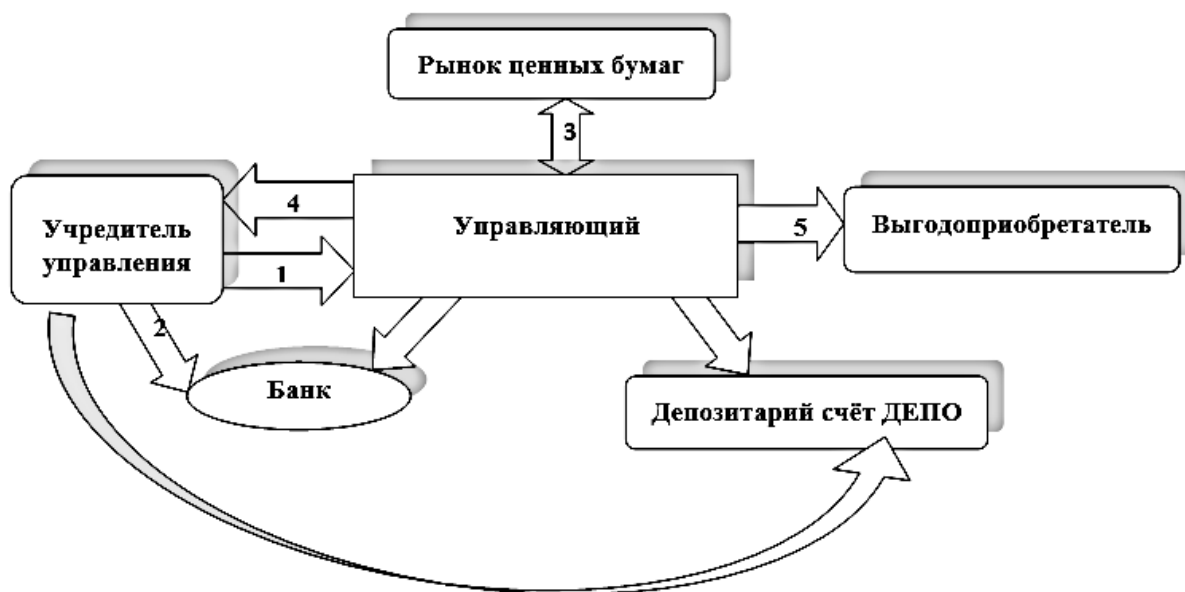 Рынок ценных бумаг
3
Учредитель
управления
4
Управляющий
5
Выгодоприобретатель
1
2
Банк
Депозитарий счёт ДЕПО